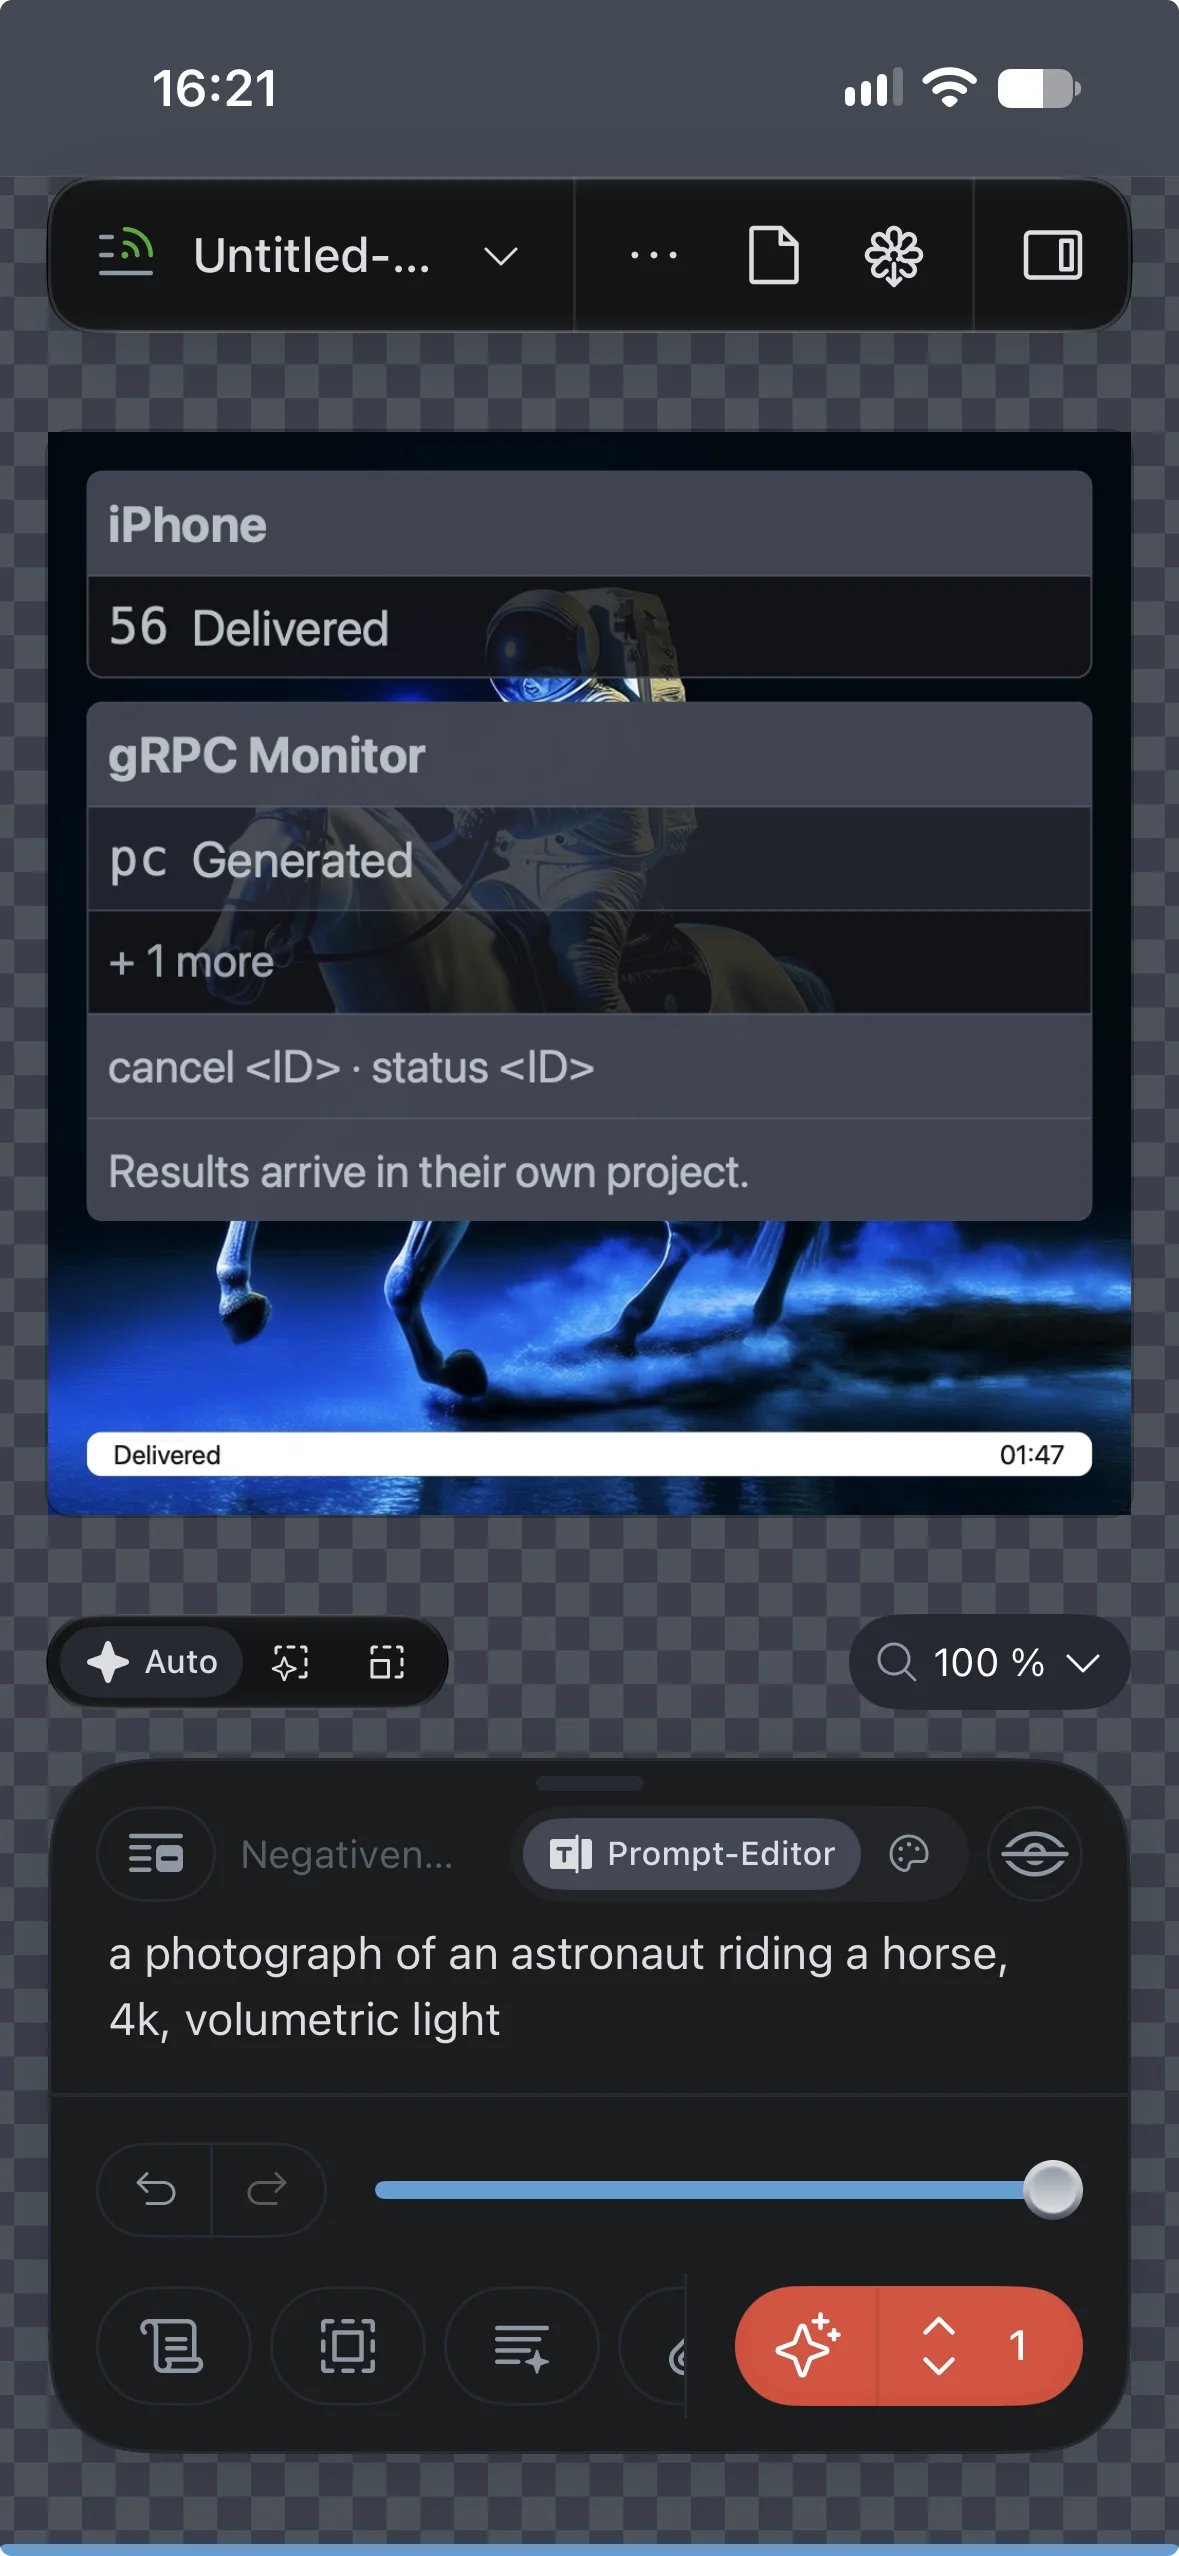 16:21
Untitled-...
iPhone
56 Delivered
gRPC Monitor
pc Generated
+ 1 more
cancel <ID> · status <ID>
Results arrive in their own project.
Delivered 01:47
Auto
100 %
Negativen...
Prompt-Editor
a photograph of an astronaut riding a horse,
4k, volumetric light
1